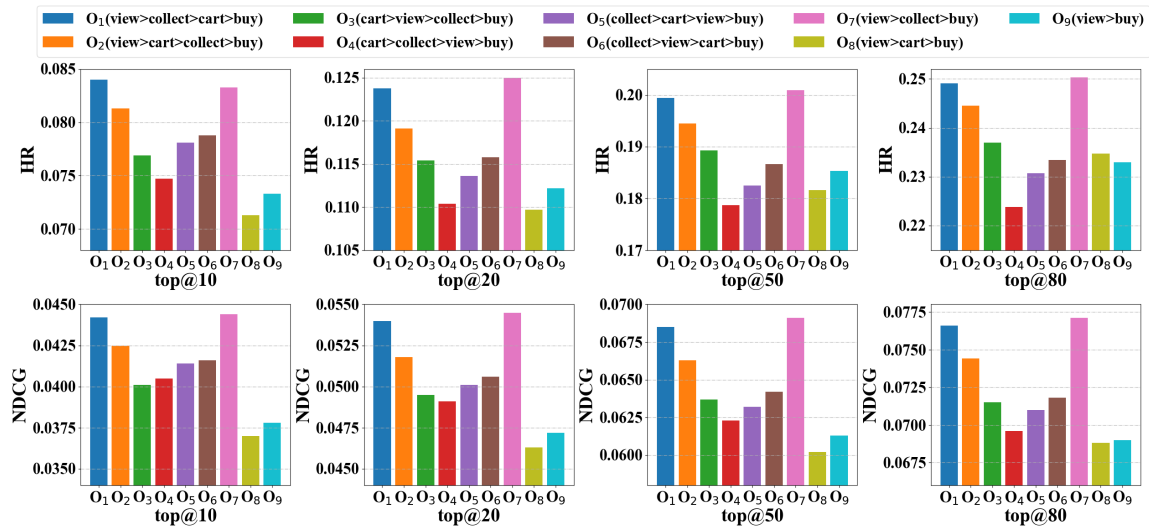 O1(view>collect>cart>buy) O3(cart>view>collect>buy) O5(collect>cart>view>buy) O7(view>collect>buy) O9(view>buy)
O2(view>cart>collect>buy) O4(cart>collect>view>buy) O6(collect>view>cart>buy) O8(view>cart>buy)
HR
0.085
0.080
0.075
0.070
O1 O2 O3 O4 O5 O6 O7 O8 O9
top@10
HR
0.125
0.120
0.115
0.110
0.105
O1 O2 O3 O4 O5 O6 O7 O8 O9
top@20
HR
0.20
0.19
0.18
0.17
O1 O2 O3 O4 O5 O6 O7 O8 O9
top@50
HR
0.25
0.24
0.23
0.22
O1 O2 O3 O4 O5 O6 O7 O8 O9
top@80
NDCG
0.0450
0.0425
0.0400
0.0375
0.0350
O1 O2 O3 O4 O5 O6 O7 O8 O9
top@10
NDCG
0.0550
0.0525
0.0500
0.0475
0.0450
O1 O2 O3 O4 O5 O6 O7 O8 O9
top@20
NDCG
0.0700
0.0675
0.0650
0.0625
0.0600
O1 O2 O3 O4 O5 O6 O7 O8 O9
top@50
NDCG
0.0775
0.0750
0.0725
0.0700
0.0675
O1 O2 O3 O4 O5 O6 O7 O8 O9
top@80